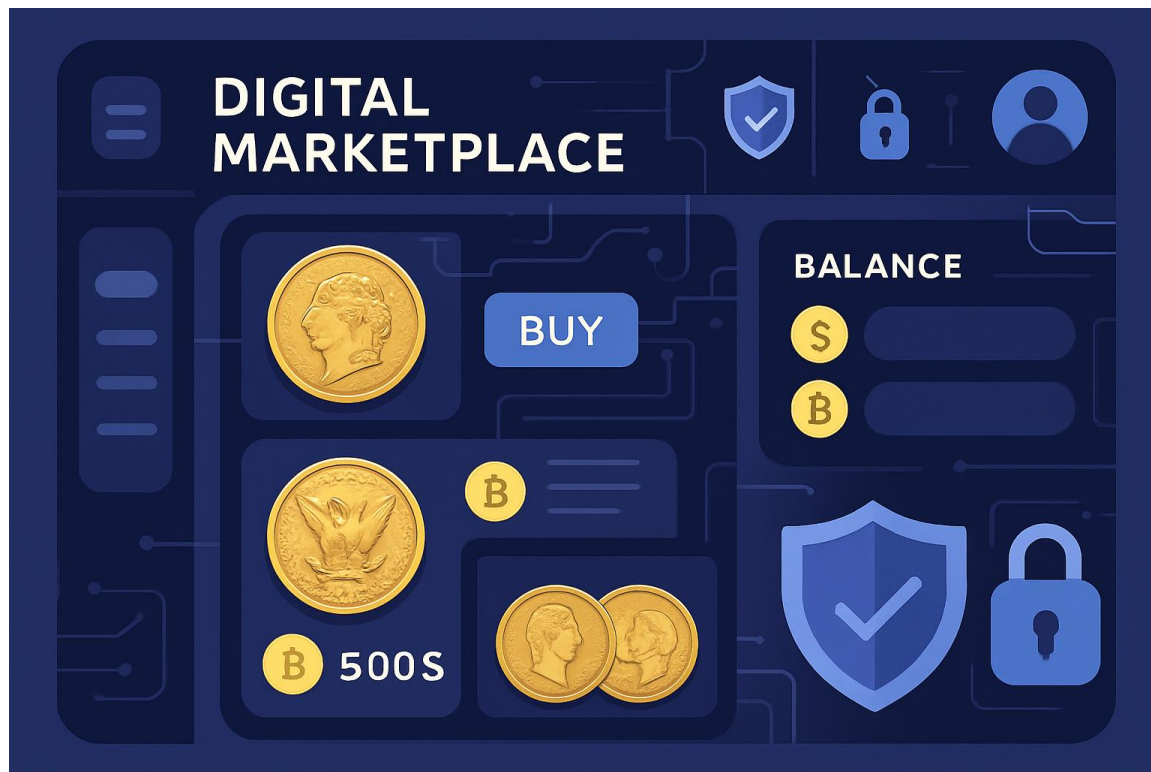 DIGITAL
MARKETPLACE
BUY
BALANCE
$
₿
₿
₿ 500S